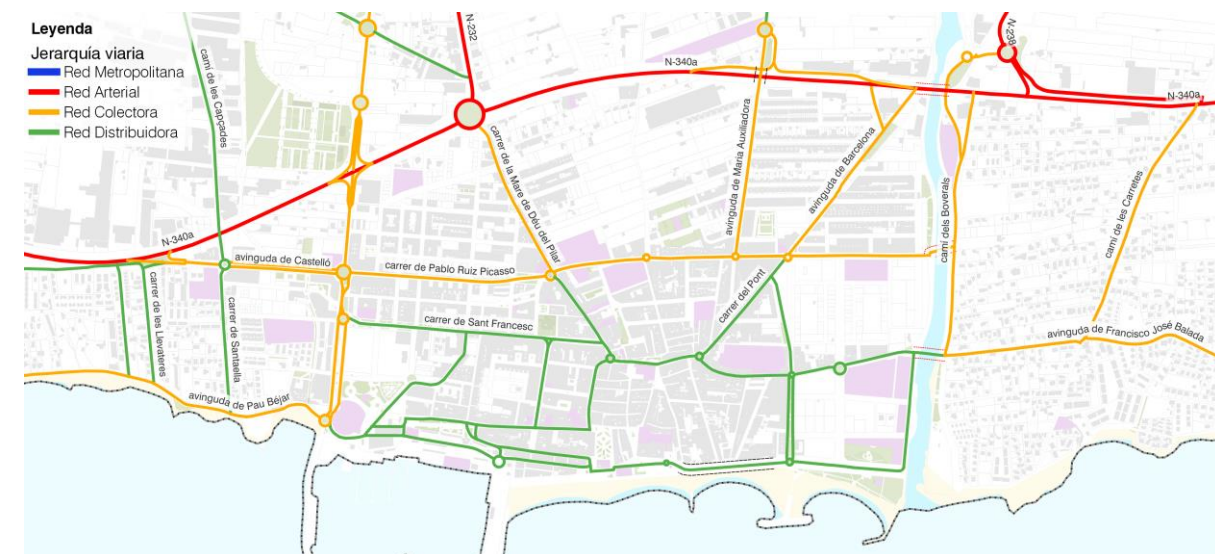 Leyenda
Jerarquía viaria
Red Metropolitana
Red Arterial
Red Colectora
Red Distribuidora
camí de les Capçades
N-232
N-340a
N-238
N-340a
carrer de la Mare de Déu del Pilar
avinguda de Maria Auxiliadora
avinguda de Barcelona
camí dels Boverals
camí de les Carretes
N-340a
avinguda de Castelló
carrer de Pablo Ruiz Picasso
carrer del Pont
carrer de les Llevateres
carrer de Santaella
carrer de Sant Francesc
avinguda de Francisco José Balada
avinguda de Pau Béjar